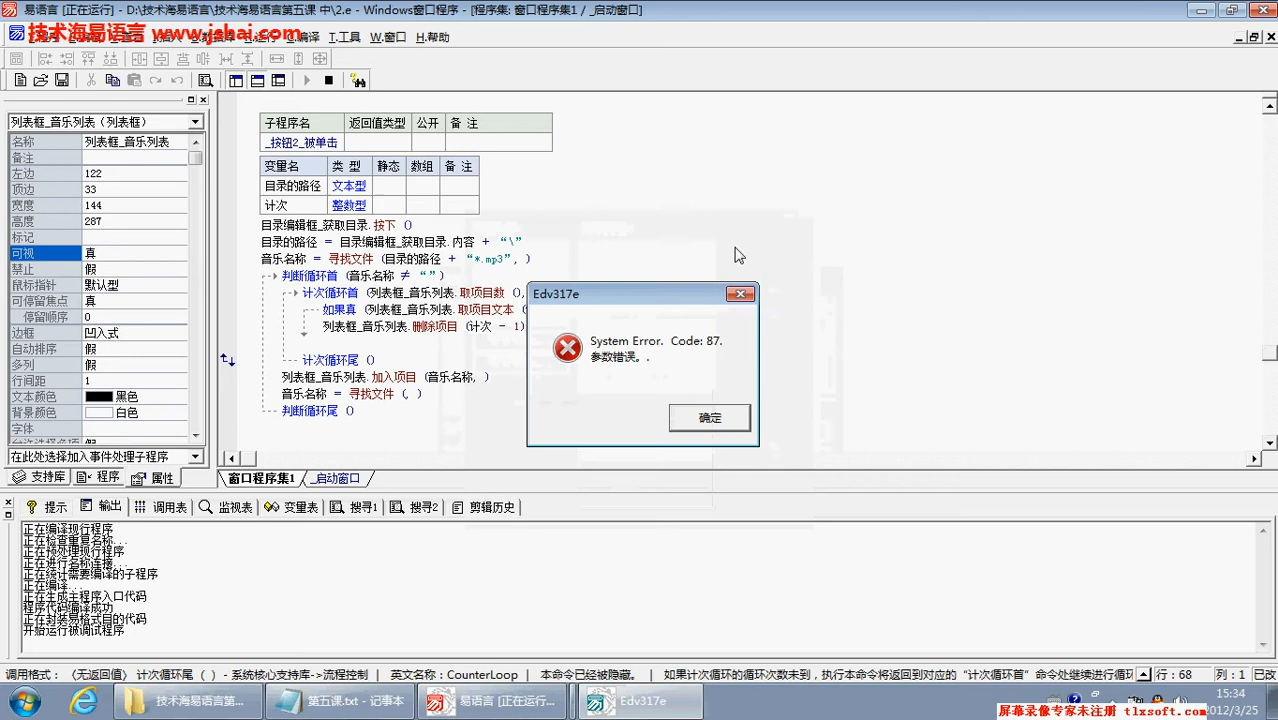 易语言 [正在运行] - D:\技术海易语言\技术海易语言第五课 中\2.e - Windows窗口程序 - [程序集: 窗口程序集1 / _启动窗口]
技术海易语言 www.jshai.com
C.编译 T.工具 W.窗口 H.帮助
列表框_音乐列表（列表框）
名称 列表框_音乐列表
备注
左边 122
顶边 33
宽度 144
高度 287
标记
可视 真
禁止 假
鼠标指针 默认型
可停留焦点 真
停留顺序 0
边框 凹入式
自动排序 假
多列 假
行间距 1
文本颜色 黑色
背景颜色 白色
字体
在此处选择加入事件处理子程序
支持库 程序 属性
子程序名 返回值类型 公开 备 注
_按钮2_被单击
变量名 类 型 静态 数组 备 注
目录的路径 文本型
计次 整数型
目录编辑框_获取目录.按下 ()
目录的路径 = 目录编辑框_获取目录.内容 + “\”
音乐名称 = 寻找文件 (目录的路径 + “*.mp3”, )
判断循环首 (音乐名称 ≠ “”)
计次循环首 (列表框_音乐列表.取项目数 (),
如果真 (列表框_音乐列表.取项目文本 (
列表框_音乐列表.删除项目 (计次 - 1)
计次循环尾 ()
列表框_音乐列表.加入项目 (音乐名称, )
音乐名称 = 寻找文件 (, )
判断循环尾 ()
Edv317e
System Error. Code: 87.
参数错误。.
确定
窗口程序集1 _启动窗口
提示 输出 调用表 监视表 变量表 搜寻1 搜寻2 剪辑历史
正在编译现行程序
正在检查重复名称...
正在预处理现行程序
正在进行名称连接...
正在统计需要编译的子程序
正在编译...
正在生成主程序入口代码
程序代码编译成功
正在封装易格式目的代码
开始运行被调试程序
调用格式： 〈无返回值〉 计次循环尾 （ ） - 系统核心支持库->流程控制 英文名称：CounterLoop 本命令已经被隐藏。 如果计次循环的循环次数未到，执行本命令将返回到对应的“计次循环首”命令处继续进行循环 行：68 列：1 已改
技术海易语言第... 第五课.txt - 记事本 易语言 [正在运行... Edv317e
15:34
2012/3/25
屏幕录像专家未注册 tlxsoft.com